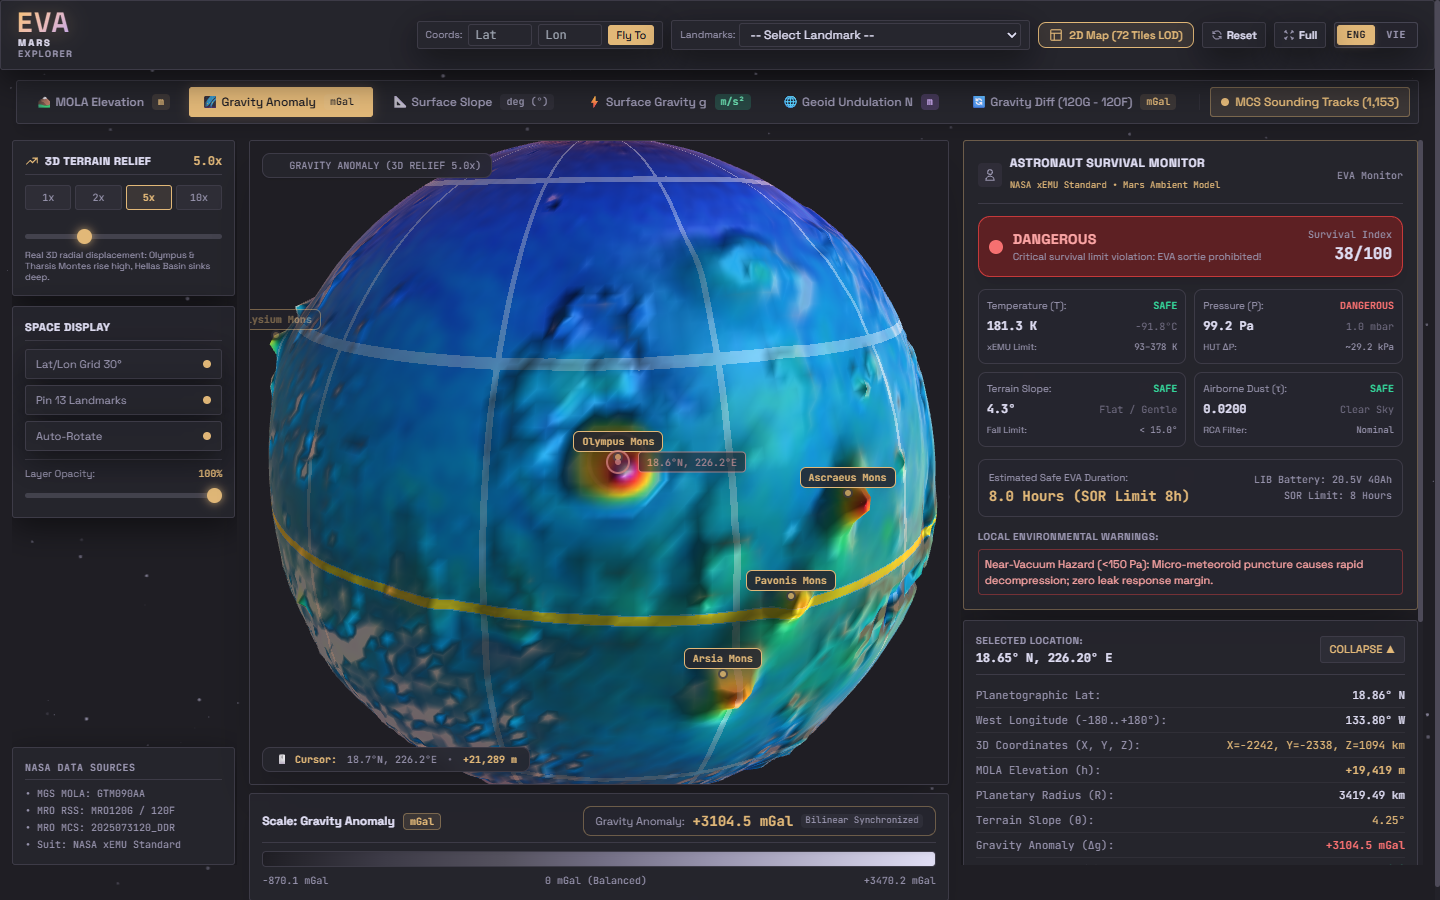 EVA
MARS
EXPLORER
Coords: Lat Lon Fly To
Landmarks: -- Select Landmark --
2D Map (72 Tiles LOD)
Reset
Full
ENG VIE
MOLA Elevation m
Gravity Anomaly mGal
Surface Slope deg (°)
Surface Gravity g m/s²
Geoid Undulation N m
Gravity Diff (120G - 120F) mGal
MCS Sounding Tracks (1,153)
3D TERRAIN RELIEF 5.0x
1x 2x 5x 10x
Real 3D radial displacement: Olympus &
Tharsis Montes rise high, Hellas Basin sinks
deep.
SPACE DISPLAY
Lat/Lon Grid 30°
Pin 13 Landmarks
Auto-Rotate
Layer Opacity: 100%
NASA DATA SOURCES
• MGS MOLA: GTM090AA
• MRO RSS: MRO120G / 120F
• MRO MCS: 2025073120_DDR
• Suit: NASA xEMU Standard
GRAVITY ANOMALY (3D RELIEF 5.0x)
lysium Mons
Olympus Mons
18.6°N, 226.2°E
Ascraeus Mons
Pavonis Mons
Arsia Mons
Cursor: 18.7°N, 226.2°E • +21,289 m
Scale: Gravity Anomaly mGal
Gravity Anomaly: +3104.5 mGal Bilinear Synchronized
-870.1 mGal 0 mGal (Balanced) +3470.2 mGal
ASTRONAUT SURVIVAL MONITOR
NASA xEMU Standard • Mars Ambient Model
EVA Monitor
DANGEROUS
Critical survival limit violation: EVA sortie prohibited!
Survival Index
38/100
Temperature (T): SAFE
181.3 K -91.8°C
xEMU Limit: 93-378 K
Pressure (P): DANGEROUS
99.2 Pa 1.0 mbar
HUT ΔP: ~29.2 kPa
Terrain Slope: SAFE
4.3° Flat / Gentle
Fall Limit: < 15.0°
Airborne Dust (τ): SAFE
0.0200 Clear Sky
RCA Filter: Nominal
Estimated Safe EVA Duration:
8.0 Hours (SOR Limit 8h)
LIB Battery: 20.5V 40Ah
SOR Limit: 8 Hours
LOCAL ENVIRONMENTAL WARNINGS:
Near-Vacuum Hazard (<150 Pa): Micro-meteoroid puncture causes rapid
decompression; zero leak response margin.
SELECTED LOCATION:
18.65° N, 226.20° E
COLLAPSE ▲
Planetographic Lat: 18.86° N
West Longitude (-180..+180°): 133.80° W
3D Coordinates (X, Y, Z): X=-2242, Y=-2338, Z=1094 km
MOLA Elevation (h): +19,419 m
Planetary Radius (R): 3419.49 km
Terrain Slope (θ): 4.25°
Gravity Anomaly (Δg): +3104.5 mGal